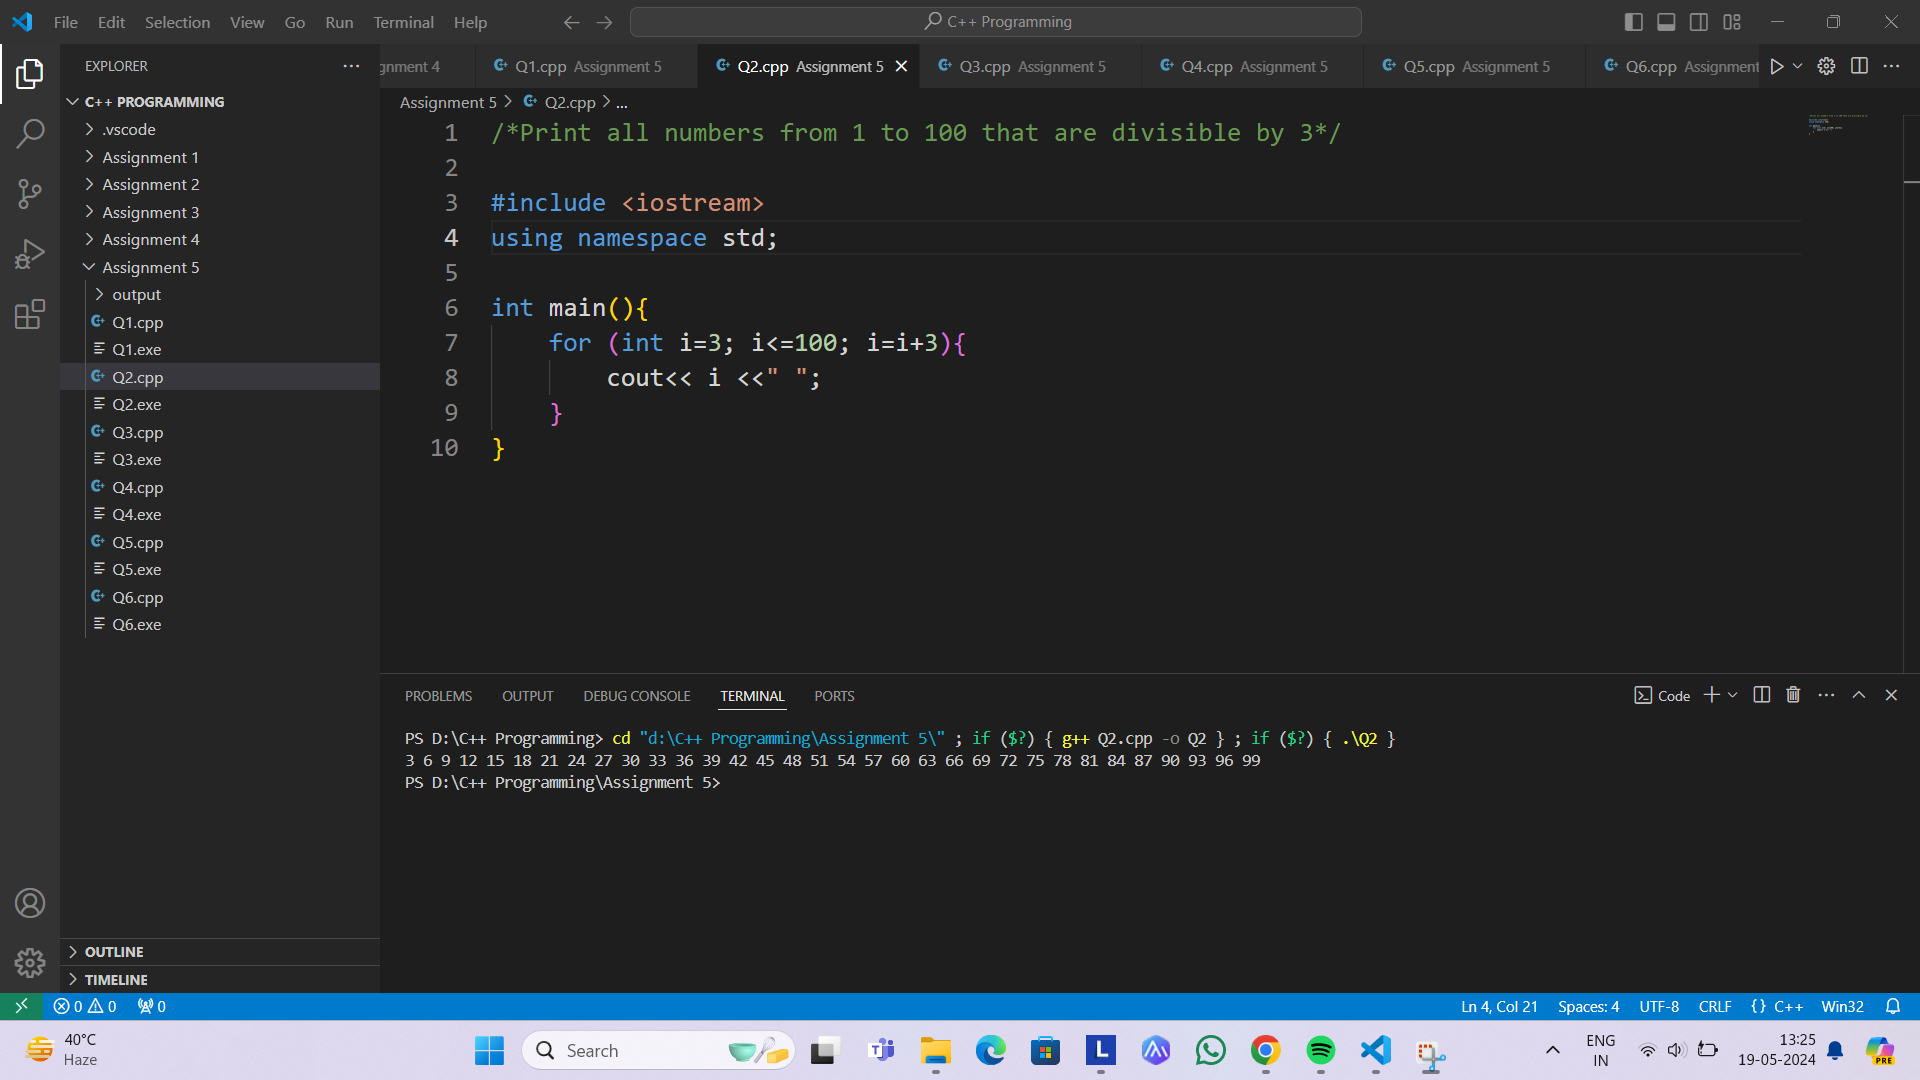 File Edit Selection View Go Run Terminal Help
C++ Programming
EXPLORER
gnment 4
Q1.cpp Assignment 5
Q2.cpp Assignment 5
Q3.cpp Assignment 5
Q4.cpp Assignment 5
Q5.cpp Assignment 5
Q6.cpp Assignment
C++ PROGRAMMING
.vscode
Assignment 1
Assignment 2
Assignment 3
Assignment 4
Assignment 5
output
Q1.cpp
Q1.exe
Q2.cpp
Q2.exe
Q3.cpp
Q3.exe
Q4.cpp
Q4.exe
Q5.cpp
Q5.exe
Q6.cpp
Q6.exe
OUTLINE
TIMELINE
Assignment 5 > Q2.cpp > ...
1 /*Print all numbers from 1 to 100 that are divisible by 3*/
2
3 #include <iostream>
4 using namespace std;
5
6 int main(){
7 for (int i=3; i<=100; i=i+3){
8 cout<< i <<" ";
9 }
10 }
PROBLEMS OUTPUT DEBUG CONSOLE TERMINAL PORTS
Code
PS D:\C++ Programming> cd "d:\C++ Programming\Assignment 5\" ; if ($?) { g++ Q2.cpp -o Q2 } ; if ($?) { .\Q2 }
3 6 9 12 15 18 21 24 27 30 33 36 39 42 45 48 51 54 57 60 63 66 69 72 75 78 81 84 87 90 93 96 99
PS D:\C++ Programming\Assignment 5>
0 0 0
Ln 4, Col 21 Spaces: 4 UTF-8 CRLF {} C++ Win32
40°C
Haze
Search
L
ENG
IN
13:25
19-05-2024
PRE